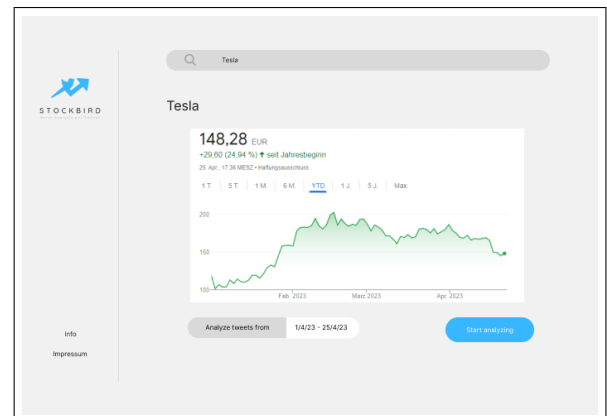 Tesla
STOCKBIRD
Tesla
148,28 EUR
+29,60 (24,94 %) ↑ seit Jahresbeginn
25. Apr., 17:36 MESZ • Haftungsausschluss
1 T. 5 T. 1 M. 6 M. YTD 1 J. 5 J. Max.
200
150
100
Feb. 2023 März 2023 Apr. 2023
Analyze tweets from 1/4/23 - 25/4/23 Start analyzing
Info
Impressum